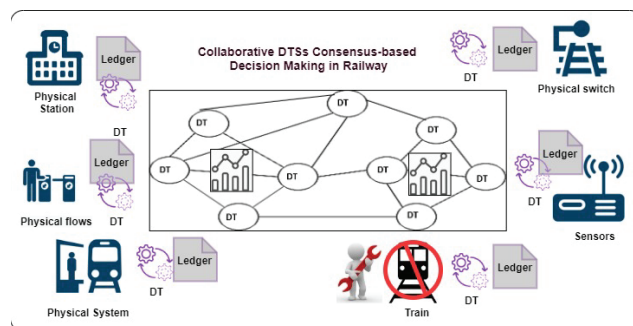 Collaborative DTSs Consensus-based
Decision Making in Railway
Ledger
Physical
Station
DT
Ledger
DT
Physical switch
DT
DT
DT
DT
DT
DT
DT
DT
DT
Ledger
DT
Physical flows
Ledger
DT
Sensors
Ledger
DT
Physical System
Train
Ledger
DT